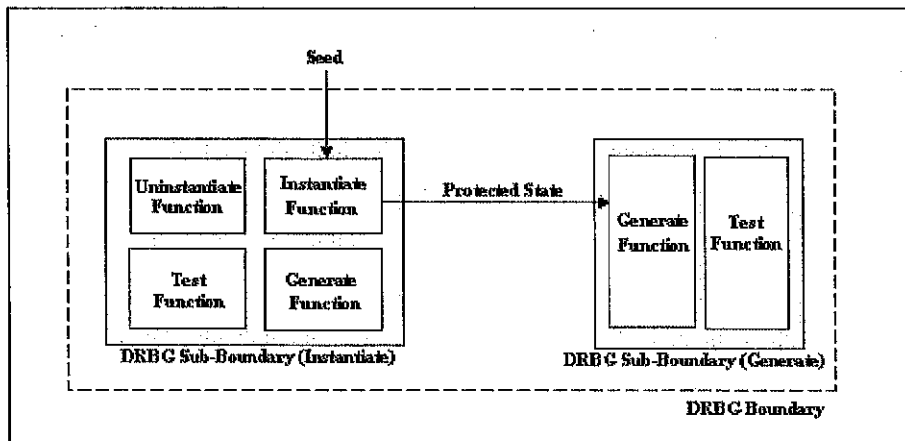 Seed
Uninstantiate
Function
Instantiate
Function
Protected State
Generate
Function
Test
Function
Test
Function
Generate
Function
DRBG Sub-Boundary (Instantiate)
DRBG Sub-Boundary (Generate)
DRBG Boundary